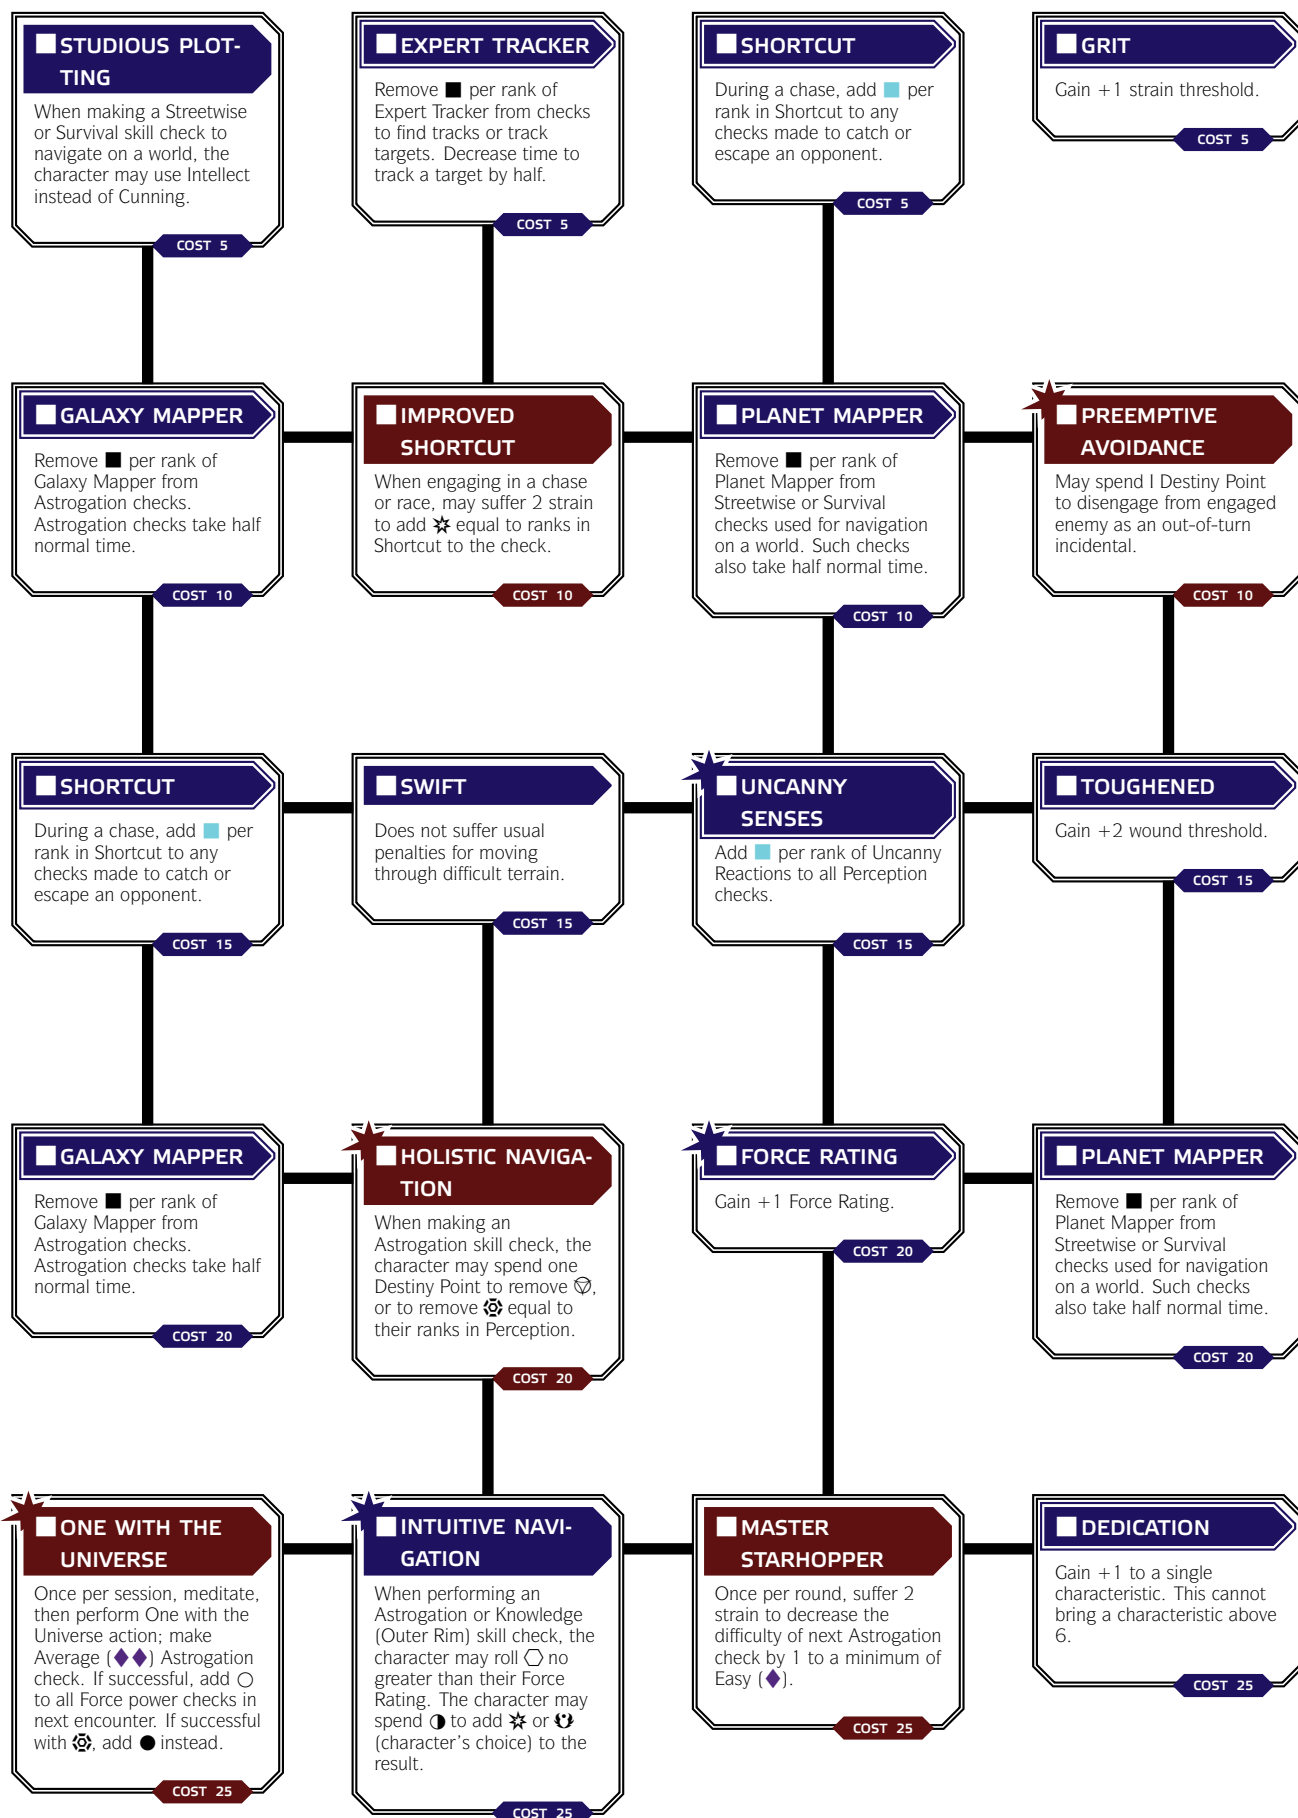 STUDIOUS PLOT-
TING
When making a Streetwise
or Survival skill check to
navigate on a world, the
character may use Intellect
instead of Cunning.
COST 5
EXPERT TRACKER
Remove ■ per rank of
Expert Tracker from checks
to find tracks or track
targets. Decrease time to
track a target by half.
COST 5
SHORTCUT
During a chase, add ■ per
rank in Shortcut to any
checks made to catch or
escape an opponent.
COST 5
GRIT
Gain +1 strain threshold.
COST 5
GALAXY MAPPER
Remove ■ per rank of
Galaxy Mapper from
Astrogation checks.
Astrogation checks take half
normal time.
COST 10
IMPROVED
SHORTCUT
When engaging in a chase
or race, may suffer 2 strain
to add equal to ranks in
Shortcut to the check.
COST 10
PLANET MAPPER
Remove ■ per rank of
Planet Mapper from
Streetwise or Survival
checks used for navigation
on a world. Such checks
also take half normal time.
COST 10
PREEMPTIVE
AVOIDANCE
May spend I Destiny Point
to disengage from engaged
enemy as an out-of-turn
incidental.
COST 10
SHORTCUT
During a chase, add ■ per
rank in Shortcut to any
checks made to catch or
escape an opponent.
COST 15
SWIFT
Does not suffer usual
penalties for moving
through difficult terrain.
COST 15
UNCANNY
SENSES
Add ■ per rank of Uncanny
Reactions to all Perception
checks.
COST 15
TOUGHENED
Gain +2 wound threshold.
COST 15
GALAXY MAPPER
Remove ■ per rank of
Galaxy Mapper from
Astrogation checks.
Astrogation checks take half
normal time.
COST 20
HOLISTIC NAVIGA-
TION
When making an
Astrogation skill check, the
character may spend one
Destiny Point to remove ,
or to remove equal to
their ranks in Perception.
COST 20
FORCE RATING
Gain +1 Force Rating.
COST 20
PLANET MAPPER
Remove ■ per rank of
Planet Mapper from
Streetwise or Survival
checks used for navigation
on a world. Such checks
also take half normal time.
COST 20
ONE WITH THE
UNIVERSE
Once per session, meditate,
then perform One with the
Universe action; make
Average (♦♦) Astrogation
check. If successful, add ○
to all Force power checks in
next encounter. If successful
with , add ● instead.
COST 25
INTUITIVE NAVI-
GATION
When performing an
Astrogation or Knowledge
(Outer Rim) skill check, the
character may roll ⬡ no
greater than their Force
Rating. The character may
spend ◑ to add or
(character's choice) to the
result.
COST 25
MASTER
STARHOPPER
Once per round, suffer 2
strain to decrease the
difficulty of next Astrogation
check by 1 to a minimum of
Easy (♦).
COST 25
DEDICATION
Gain +1 to a single
characteristic. This cannot
bring a characteristic above
6.
COST 25